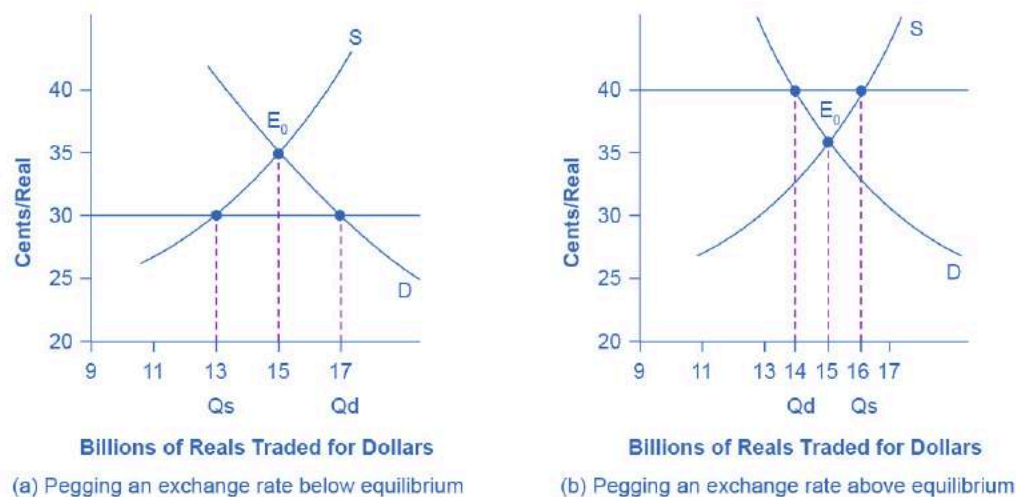 S
40
E0
35
Cents/Real
30
25
D
20
9 11 13 15 17
Qs Qd
Billions of Reals Traded for Dollars
(a) Pegging an exchange rate below equilibrium
S
40
E0
35
Cents/Real
30
25
D
20
9 11 13 14 15 16 17
Qd Qs
Billions of Reals Traded for Dollars
(b) Pegging an exchange rate above equilibrium